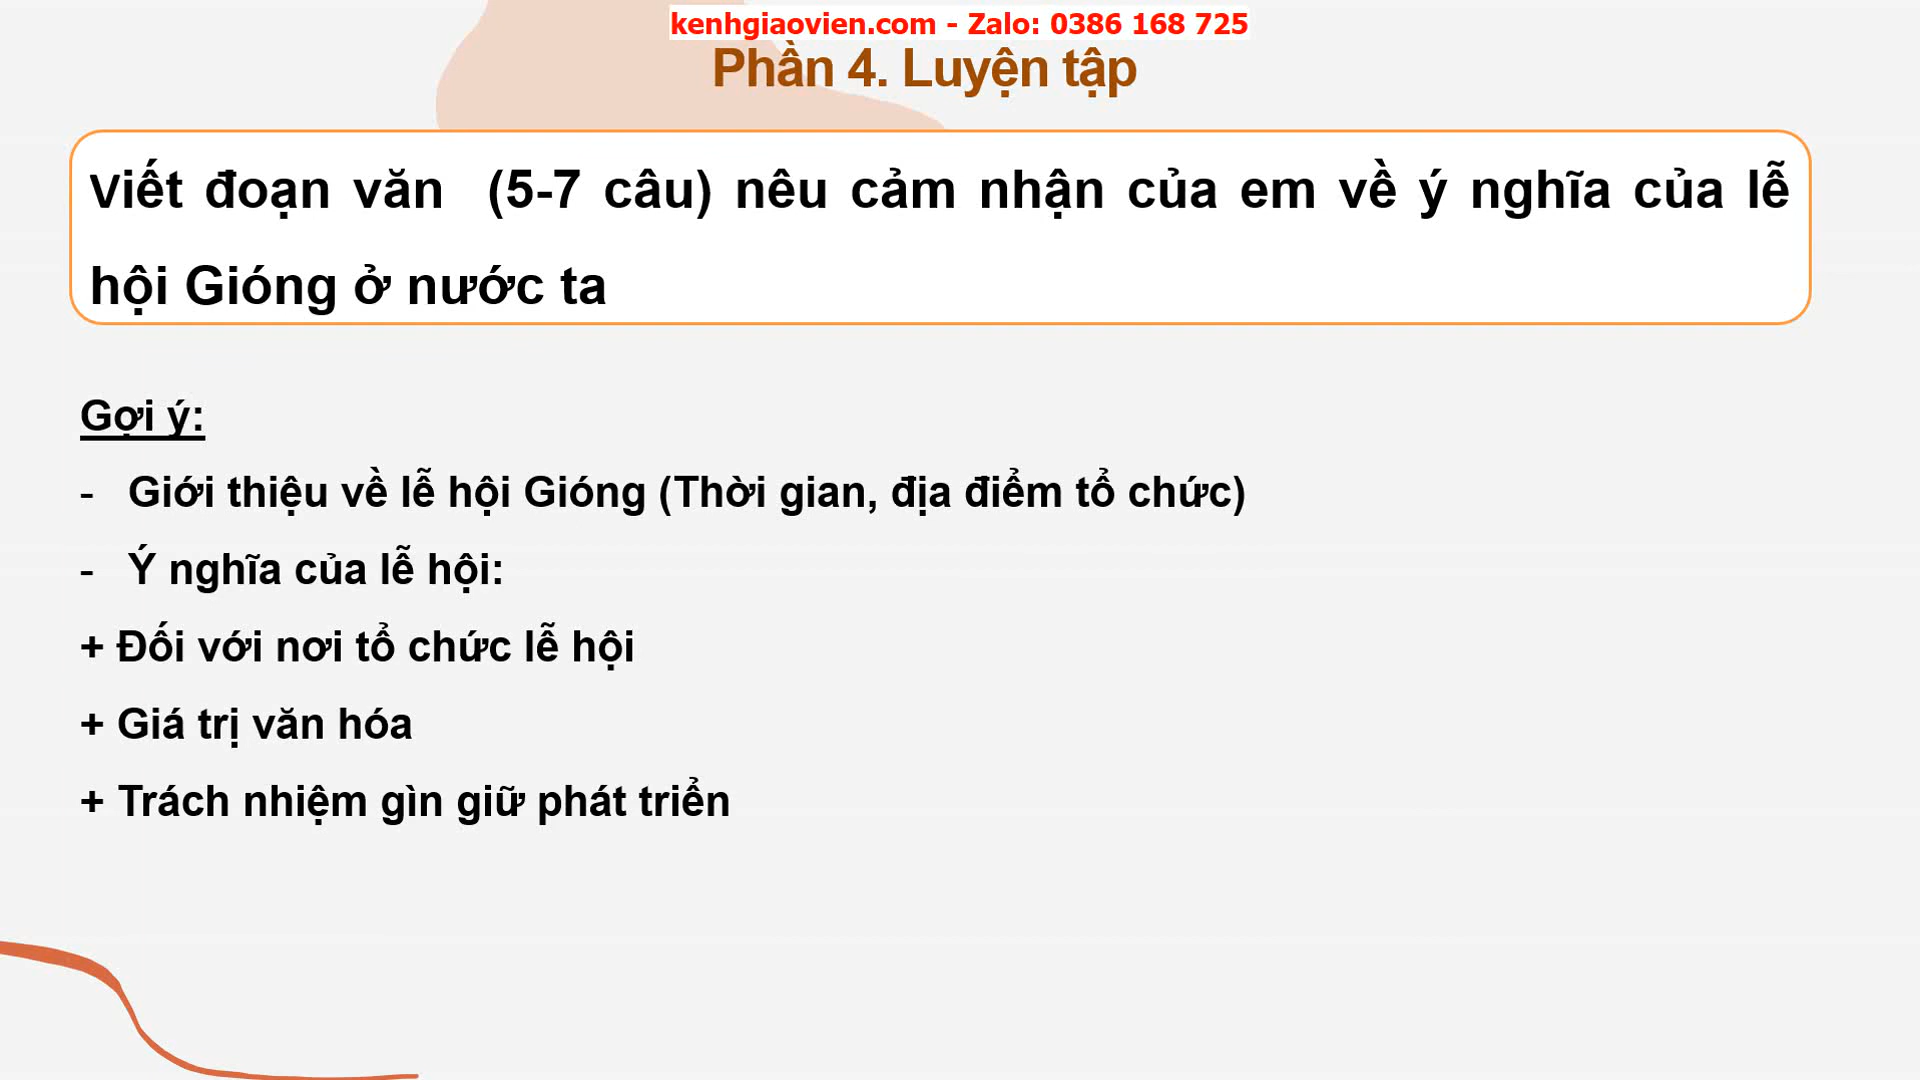 kenhgiaovien.com - Zalo: 0386 168 725
Phần 4. Luyện tập
Viết đoạn văn (5-7 câu) nêu cảm nhận của em về ý nghĩa của lễ
hội Gióng ở nước ta
Gợi ý:
- Giới thiệu về lễ hội Gióng (Thời gian, địa điểm tổ chức)
- Ý nghĩa của lễ hội:
+ Đối với nơi tổ chức lễ hội
+ Giá trị văn hóa
+ Trách nhiệm gìn giữ phát triển